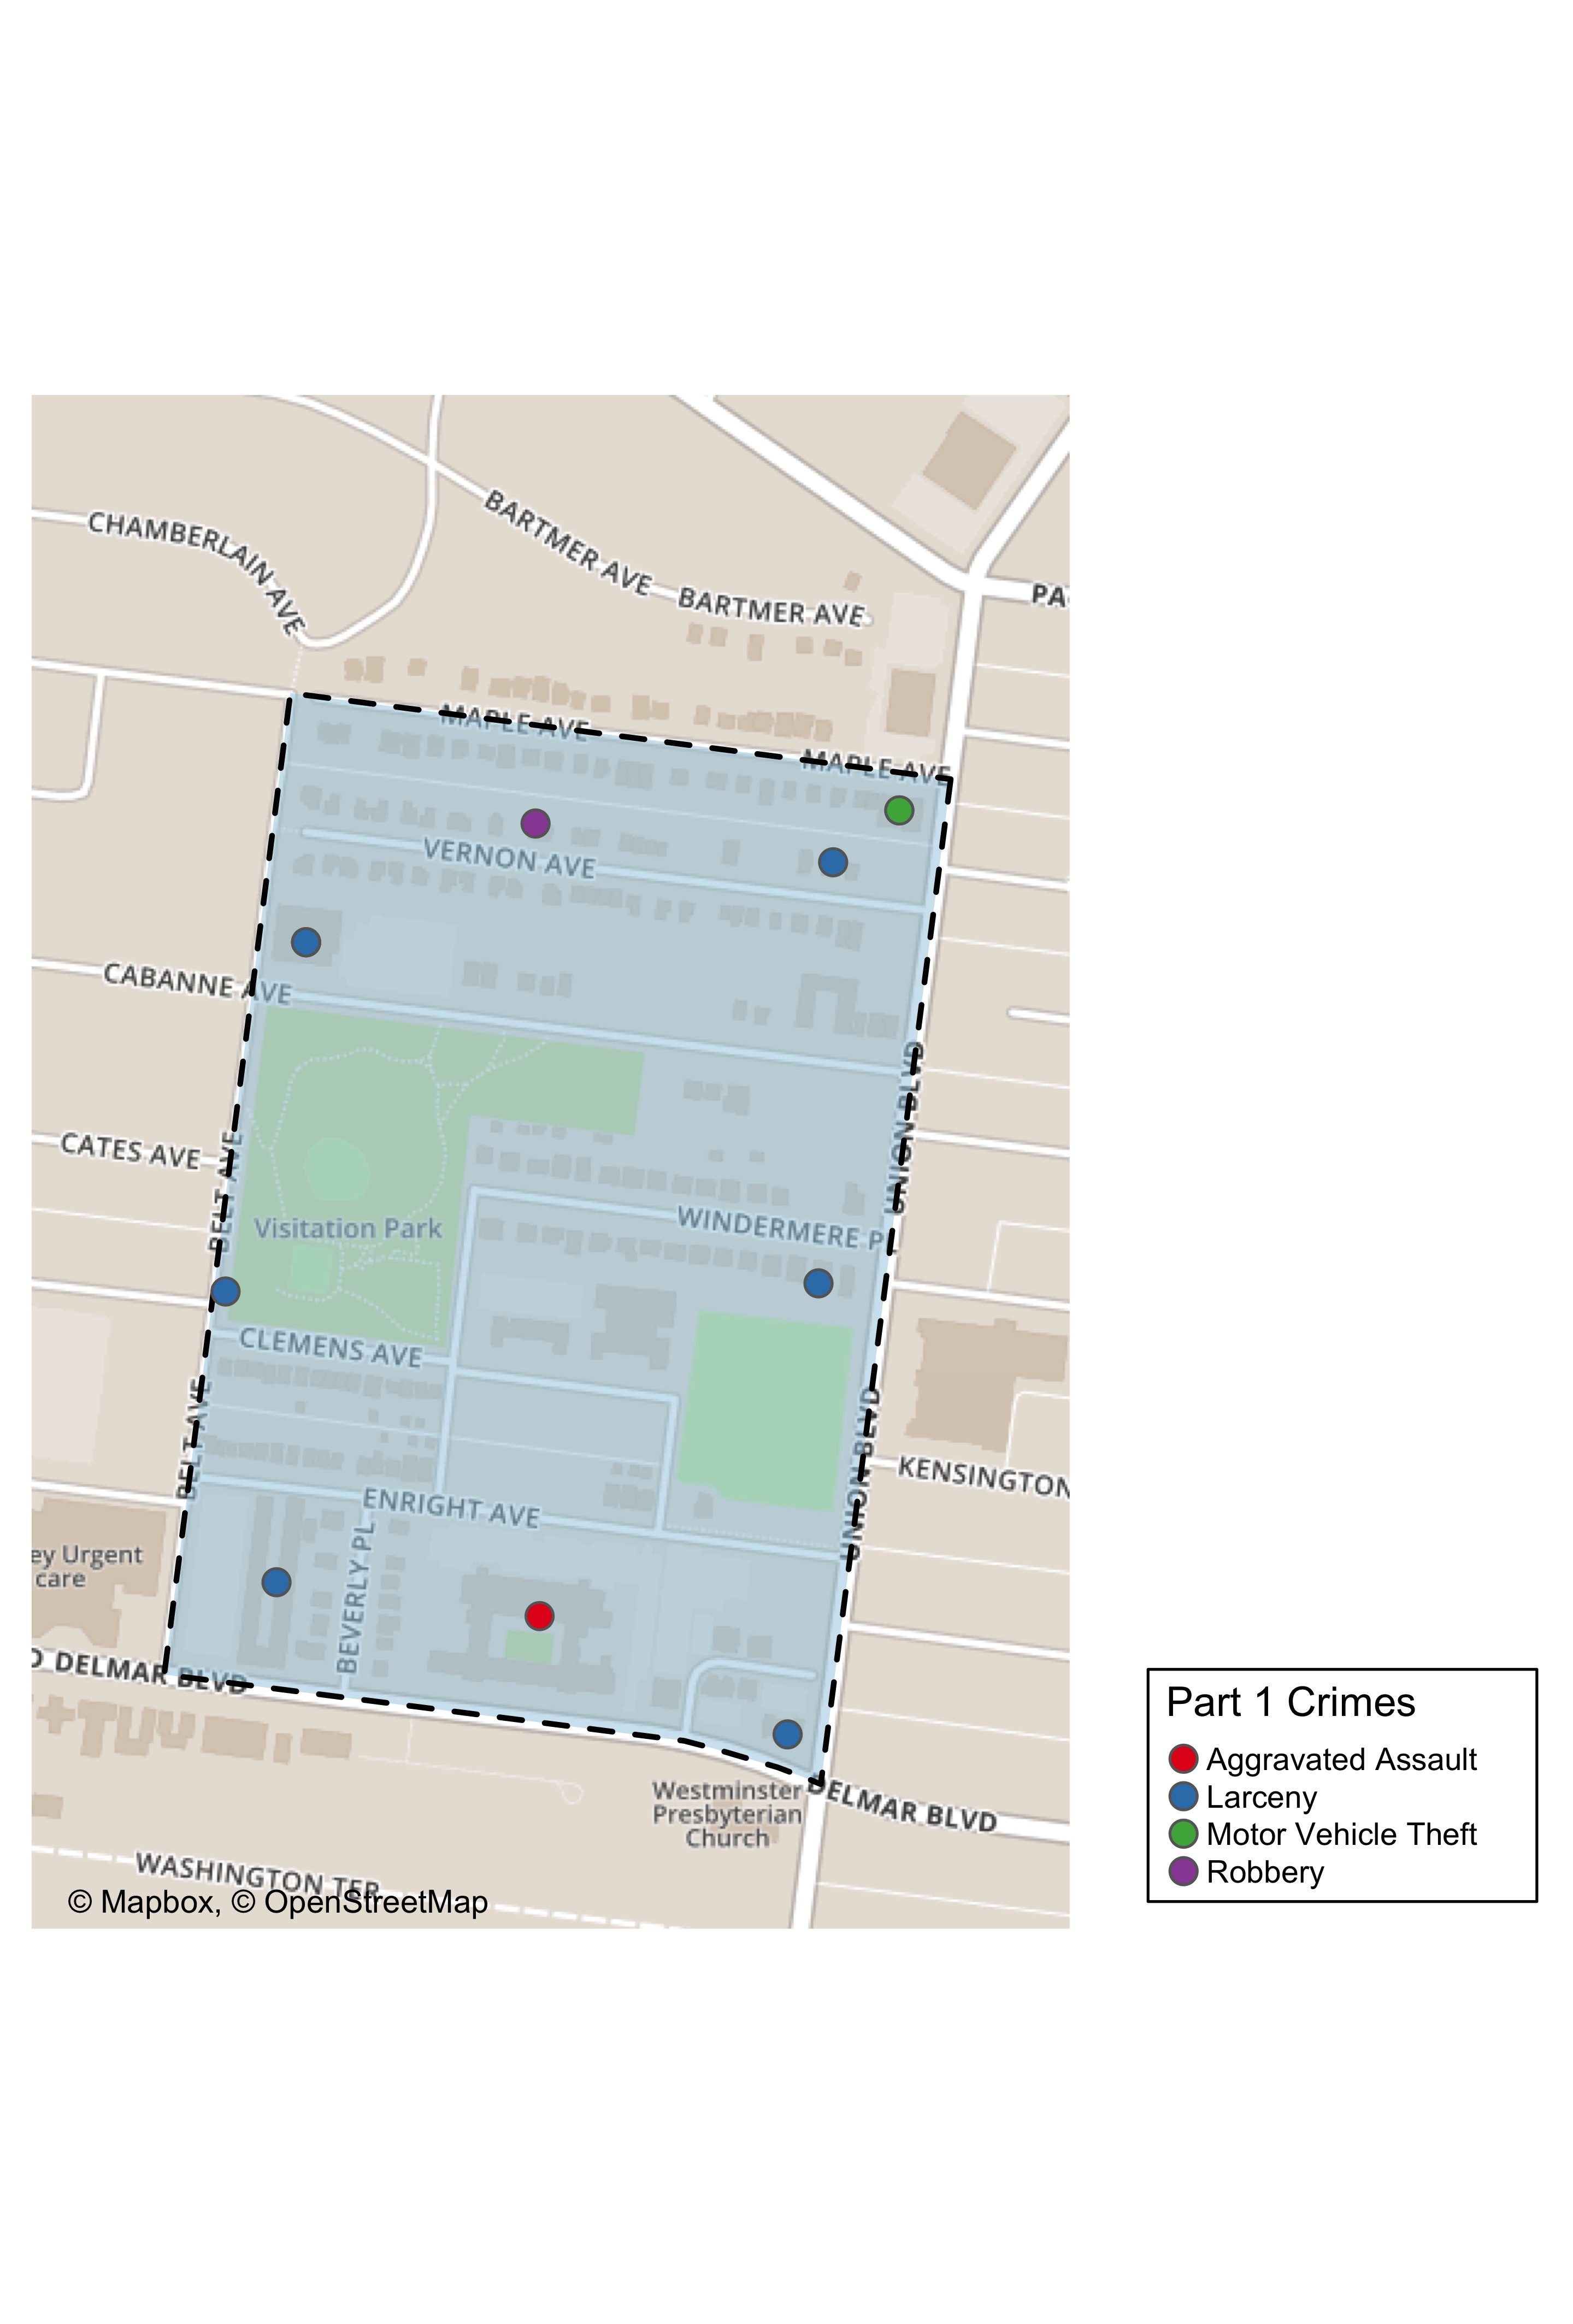 CHAMBERLAIN AVE
BARTMER AVE
BARTMER AVE
MAPLE AVE
MAPLE AVE
VERNON AVE
CABANNE AVE
UNION BLVD
CATES AVE
BELT AVE
Visitation Park
WINDERMERE
CLEMENS AVE
BELT AVE
UNION BLVD
KENSINGTON
ENRIGHT AVE
BEVERLY PL
ey Urgent
care
DELMAR BLVD
Westminster
Presbyterian
Church
DELMAR BLVD
WASHINGTON TER
© Mapbox, © OpenStreetMap
Part 1 Crimes
Aggravated Assault
Larceny
Motor Vehicle Theft
Robbery